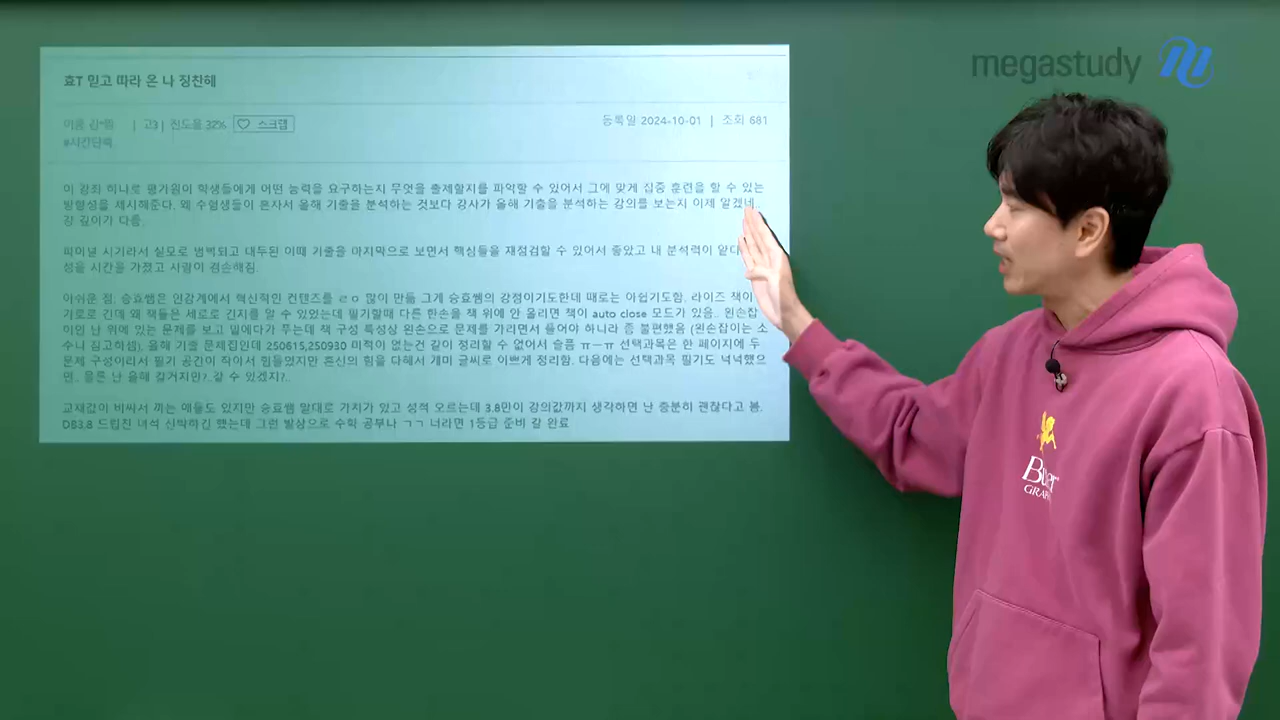 megastudy
효T 믿고 따라 온 나 칭찬해
이름 김*환 | 고3 | 진도율 32% 스크랩
등록일 2024-10-01 | 조회 681
#시간단축
이 강좌 하나로 평가원이 학생들에게 어떤 능력을 요구하는지 무엇을 출제할지를 파악할 수 있어서 그에 맞게 집중 훈련을 할 수 있는
방향성을 제시해준다. 왜 수험생들이 혼자서 올해 기출을 분석하는 것보다 강사가 올해 기출을 분석하는 강의를 보는지 이제 알겠네..
걍 깊이가 다름.
파이널 시기라서 실모로 범벅되고 대두된 이때 기출을 마지막으로 보면서 핵심들을 재점검할 수 있어서 좋았고 내 분석력이 얕다
성을 시간을 가졌고 사람이 겸손해짐.
아쉬운 점. 승효쌤은 인강계에서 혁신적인 컨텐츠를 ㄹㅇ 많이 만듦 그게 승효쌤의 강점이기도한데 때로는 아쉽기도함. 라이즈 책이
가로로 긴데 왜 책들은 세로로 긴지를 알 수 있었는데 필기할때 다른 한손을 책 위에 안 올리면 책이 auto close 모드가 있음.. 왼손잡
이인 난 위에 있는 문제를 보고 밑에다가 푸는데 책 구성 특성상 왼손으로 문제를 가리면서 풀어야 하니라 좀 불편했음 (왼손잡이는 소
수니 참고하셈), 올해 기출 문제집인데 250615,250930 미적이 없는건 같이 정리할 수 없어서 슬픔 ㅠㅡㅠ 선택과목은 한 페이지에 두
문제 구성이라서 필기 공간이 작아서 힘들었지만 혼신의 힘을 다해서 개미 글씨로 이쁘게 정리함. 다음에는 선택과목 필기도 넉넉했으
면.. 물론 난 올해 갈거지만?..갈 수 있겠지?..
교재값이 비싸서 까는 애들도 있지만 승효쌤 말대로 가치가 있고 성적 오르는데 3.8만이 강의값까지 생각하면 난 충분히 괜찮다고 봄.
DB3.8 드립친 녀석 신박하긴 했는데 그런 발상으로 수학 공부나 ㄱㄱ 너라면 1등급 준비 갈 완료